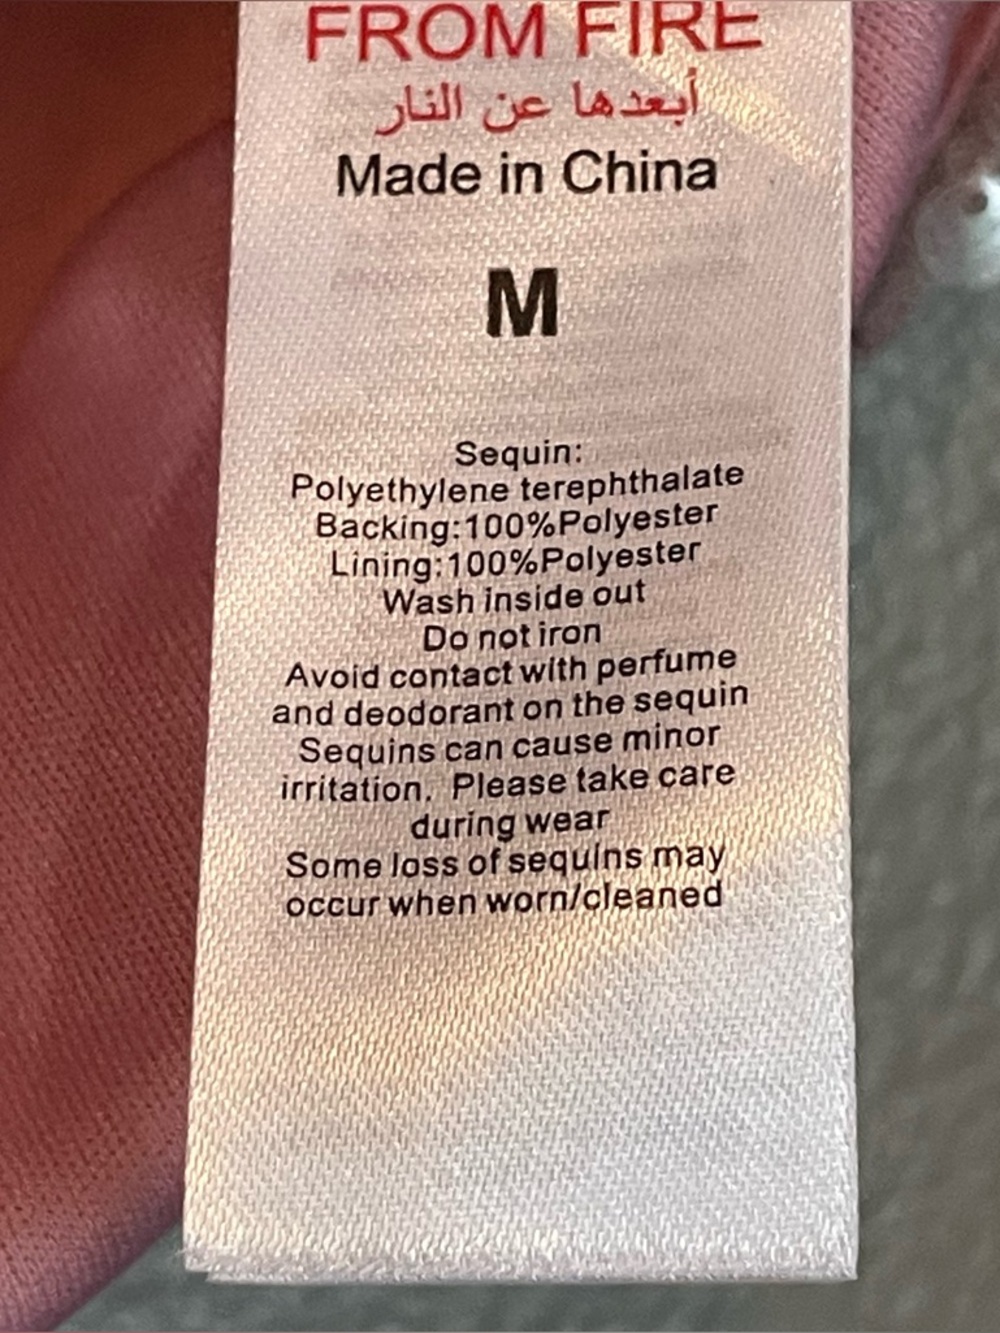 FROM FIRE
أبعدها عن النار
Made in China
M
Sequin:
Polyethylene terephthalate
Backing:100%Polyester
Lining:100%Polyester
Wash inside out
Do not iron
Avoid contact with perfume
and deodorant on the sequin
Sequins can cause minor
irritation. Please take care
during wear
Some loss of sequins may
occur when worn/cleaned